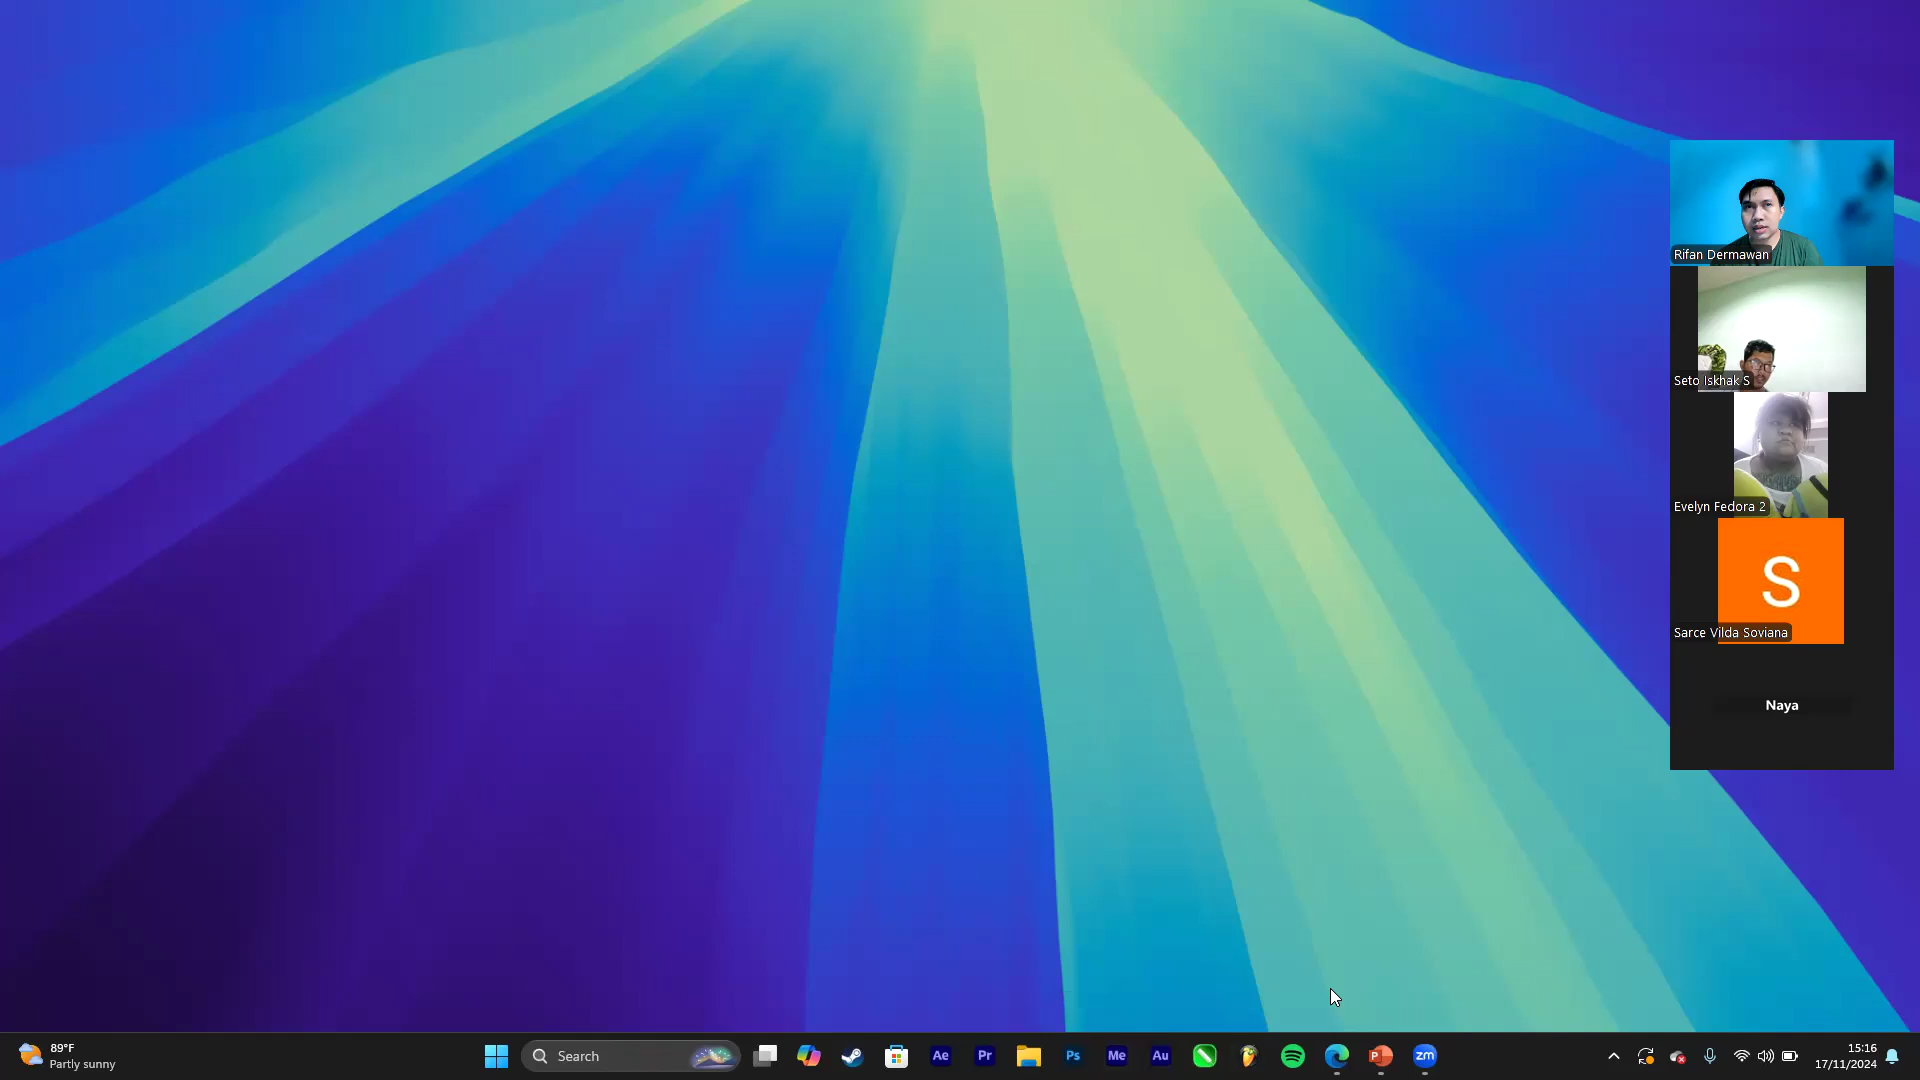 Rifan Dermawan
Seto Iskhak S
Evelyn Fedora 2
S
Sarce Vilda Soviana
Naya
89°F
Partly sunny
Search
Ae
Pr
Ps
Me
Au
P
zm
15:16
17/11/2024